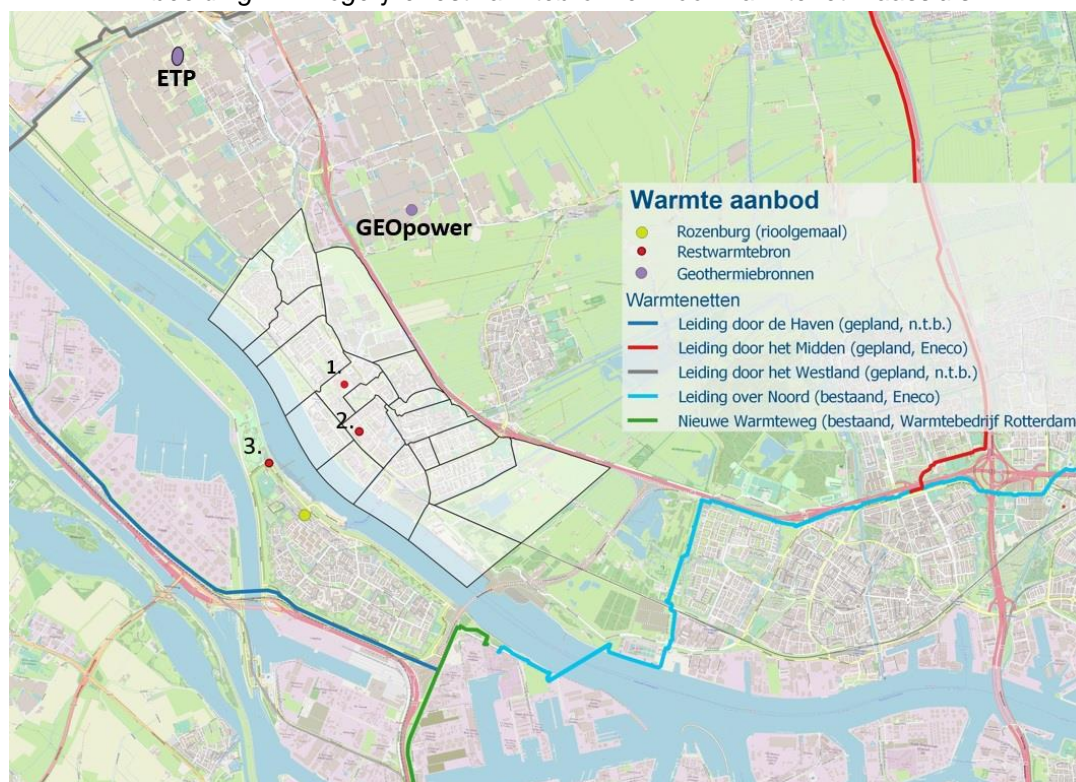 ETP
GEOpower
1.
2.
3.
Warmte aanbod
Rozenburg (rioolgemaal)
Restwarmtebron
Geothermiebronnen
Warmtenetten
Leiding door de Haven (gepland, n.t.b.)
Leiding door het Midden (gepland, Eneco)
Leiding door het Westland (gepland, n.t.b.)
Leiding over Noord (bestaand, Eneco)
Nieuwe Warmteweg (bestaand, Warmtebedrijf Rotterdam